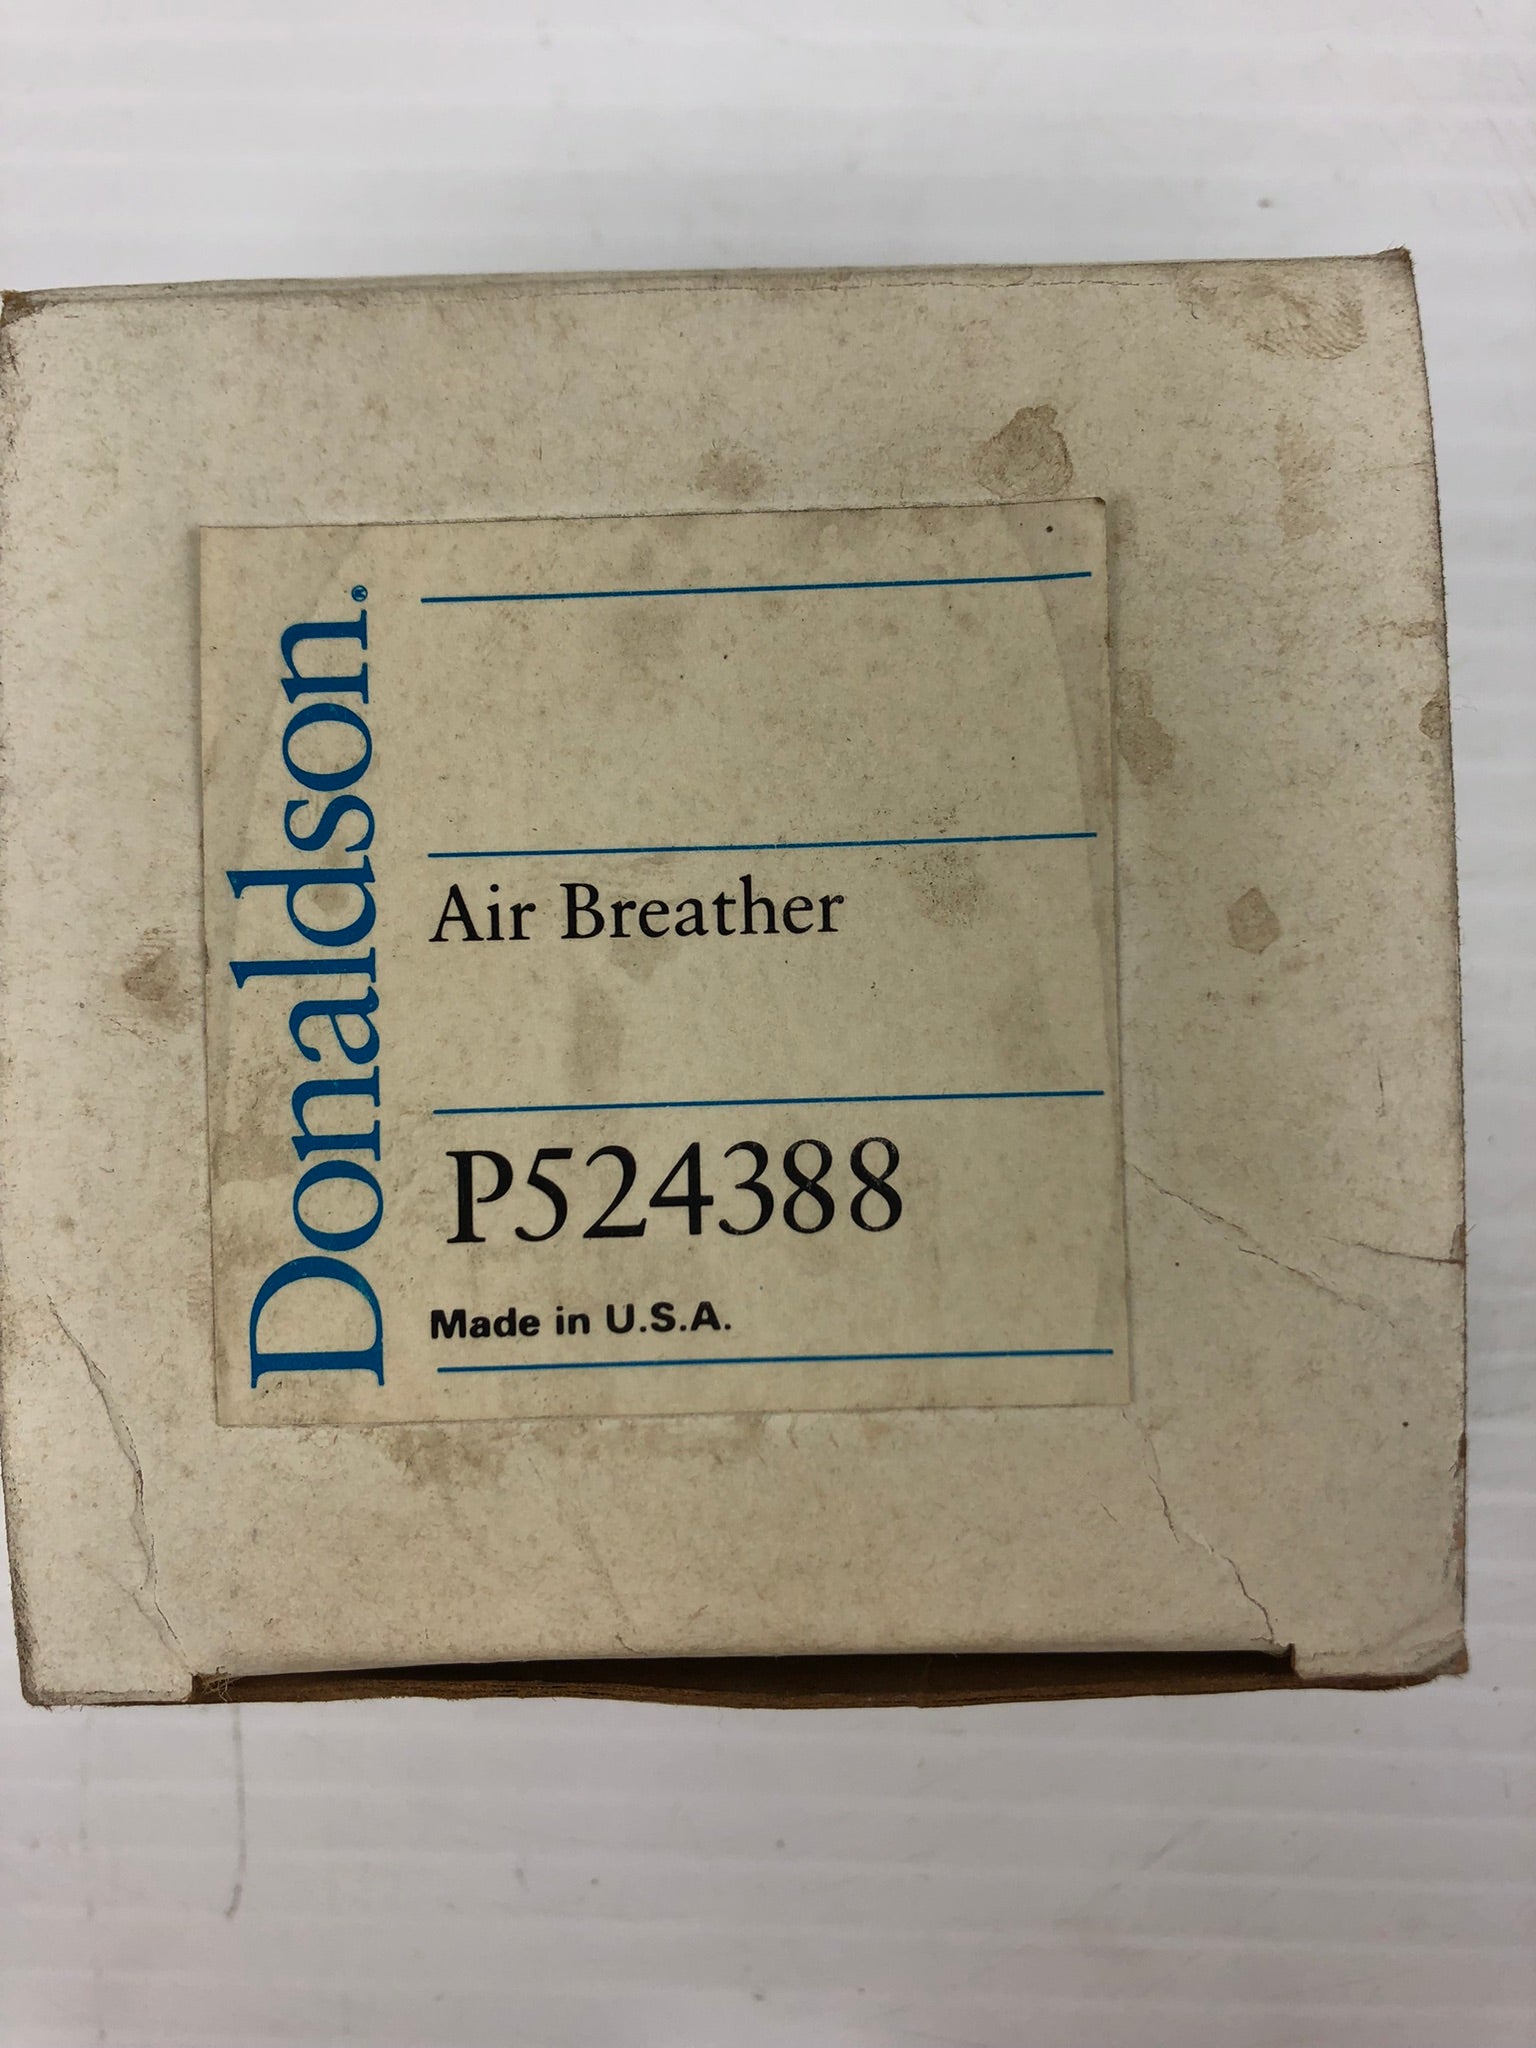 Donaldson.®
Air Breather
P524388
Made in U.S.A.